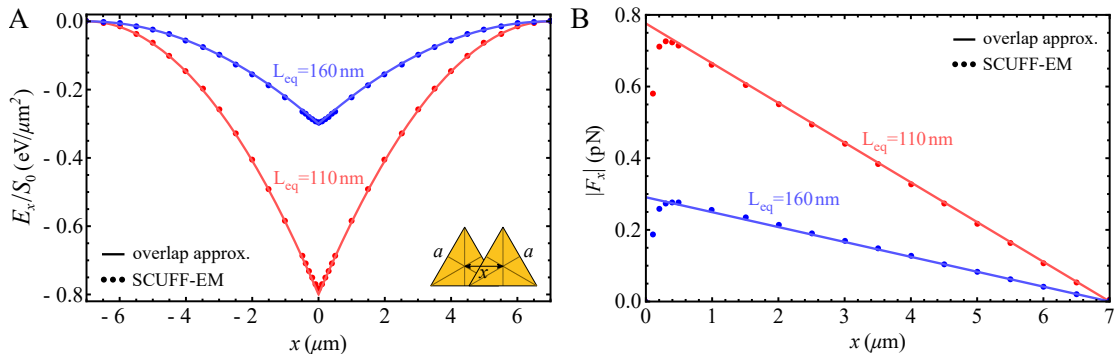 A
E_x/S_0 (eV/μm²)
0.0
- 0.2
- 0.4
- 0.6
- 0.8
L_eq=160 nm
L_eq=110 nm
overlap approx.
SCUFF-EM
a
x
a
- 6
- 4
- 2
0
2
4
6
x (μm)
B
|F_x| (pN)
0.8
0.6
0.4
0.2
0.0
overlap approx.
SCUFF-EM
L_eq=110 nm
L_eq=160 nm
0
1
2
3
4
5
6
7
x (μm)